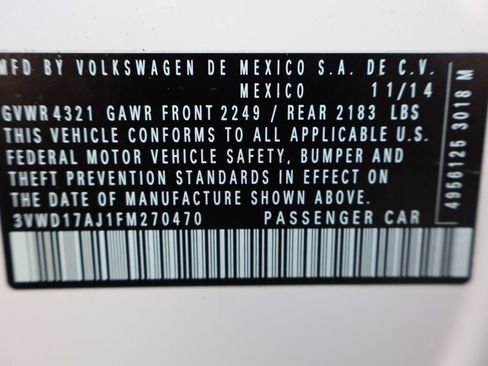 MFD BY VOLKSWAGEN DE MEXICO S.A. DE C.V.
MEXICO 11/14
GVWR 4321 GAWR FRONT 2249 / REAR 2183 LBS
THIS VEHICLE CONFORMS TO ALL APPLICABLE U.S.
FEDERAL MOTOR VEHICLE SAFETY, BUMPER AND
THEFT PREVENTION STANDARDS IN EFFECT ON
THE DATE OF MANUFACTURE SHOWN ABOVE.
3VWD17AJ1FM270470 PASSENGER CAR
4956125 3018 M